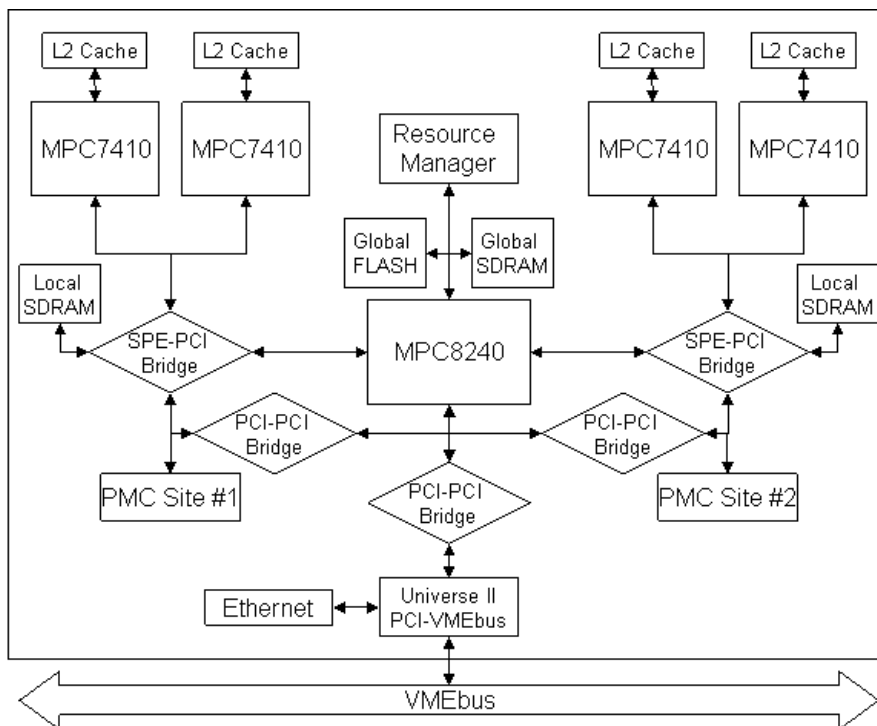 L2 Cache
L2 Cache
L2 Cache
L2 Cache
MPC7410
MPC7410
MPC7410
MPC7410
Resource
Manager
Global
FLASH
Global
SDRAM
Local
SDRAM
Local
SDRAM
SPE-PCI
Bridge
MPC8240
SPE-PCI
Bridge
PCI-PCI
Bridge
PCI-PCI
Bridge
PMC Site #1
PCI-PCI
Bridge
PMC Site #2
Ethernet
Universe II
PCI-VMEbus
VMEbus